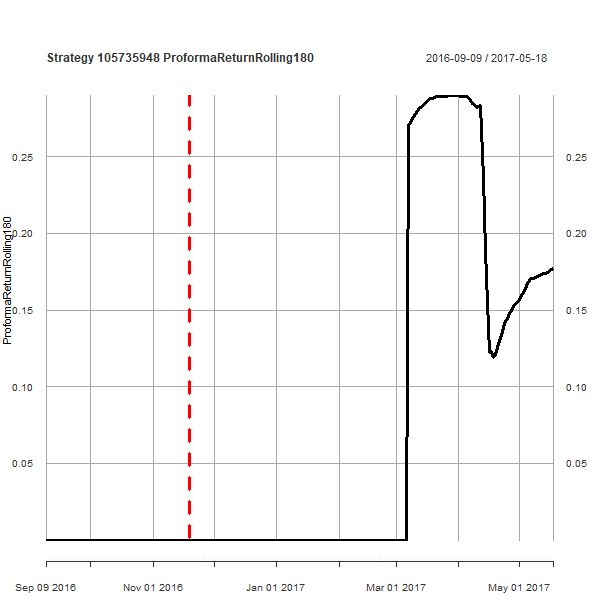 Strategy 105735948 ProformaReturnRolling180
2016-09-09 / 2017-05-18
ProformaReturnRolling180
0.25
0.20
0.15
0.10
0.05
0.25
0.20
0.15
0.10
0.05
Sep 09 2016
Nov 01 2016
Jan 01 2017
Mar 01 2017
May 01 2017